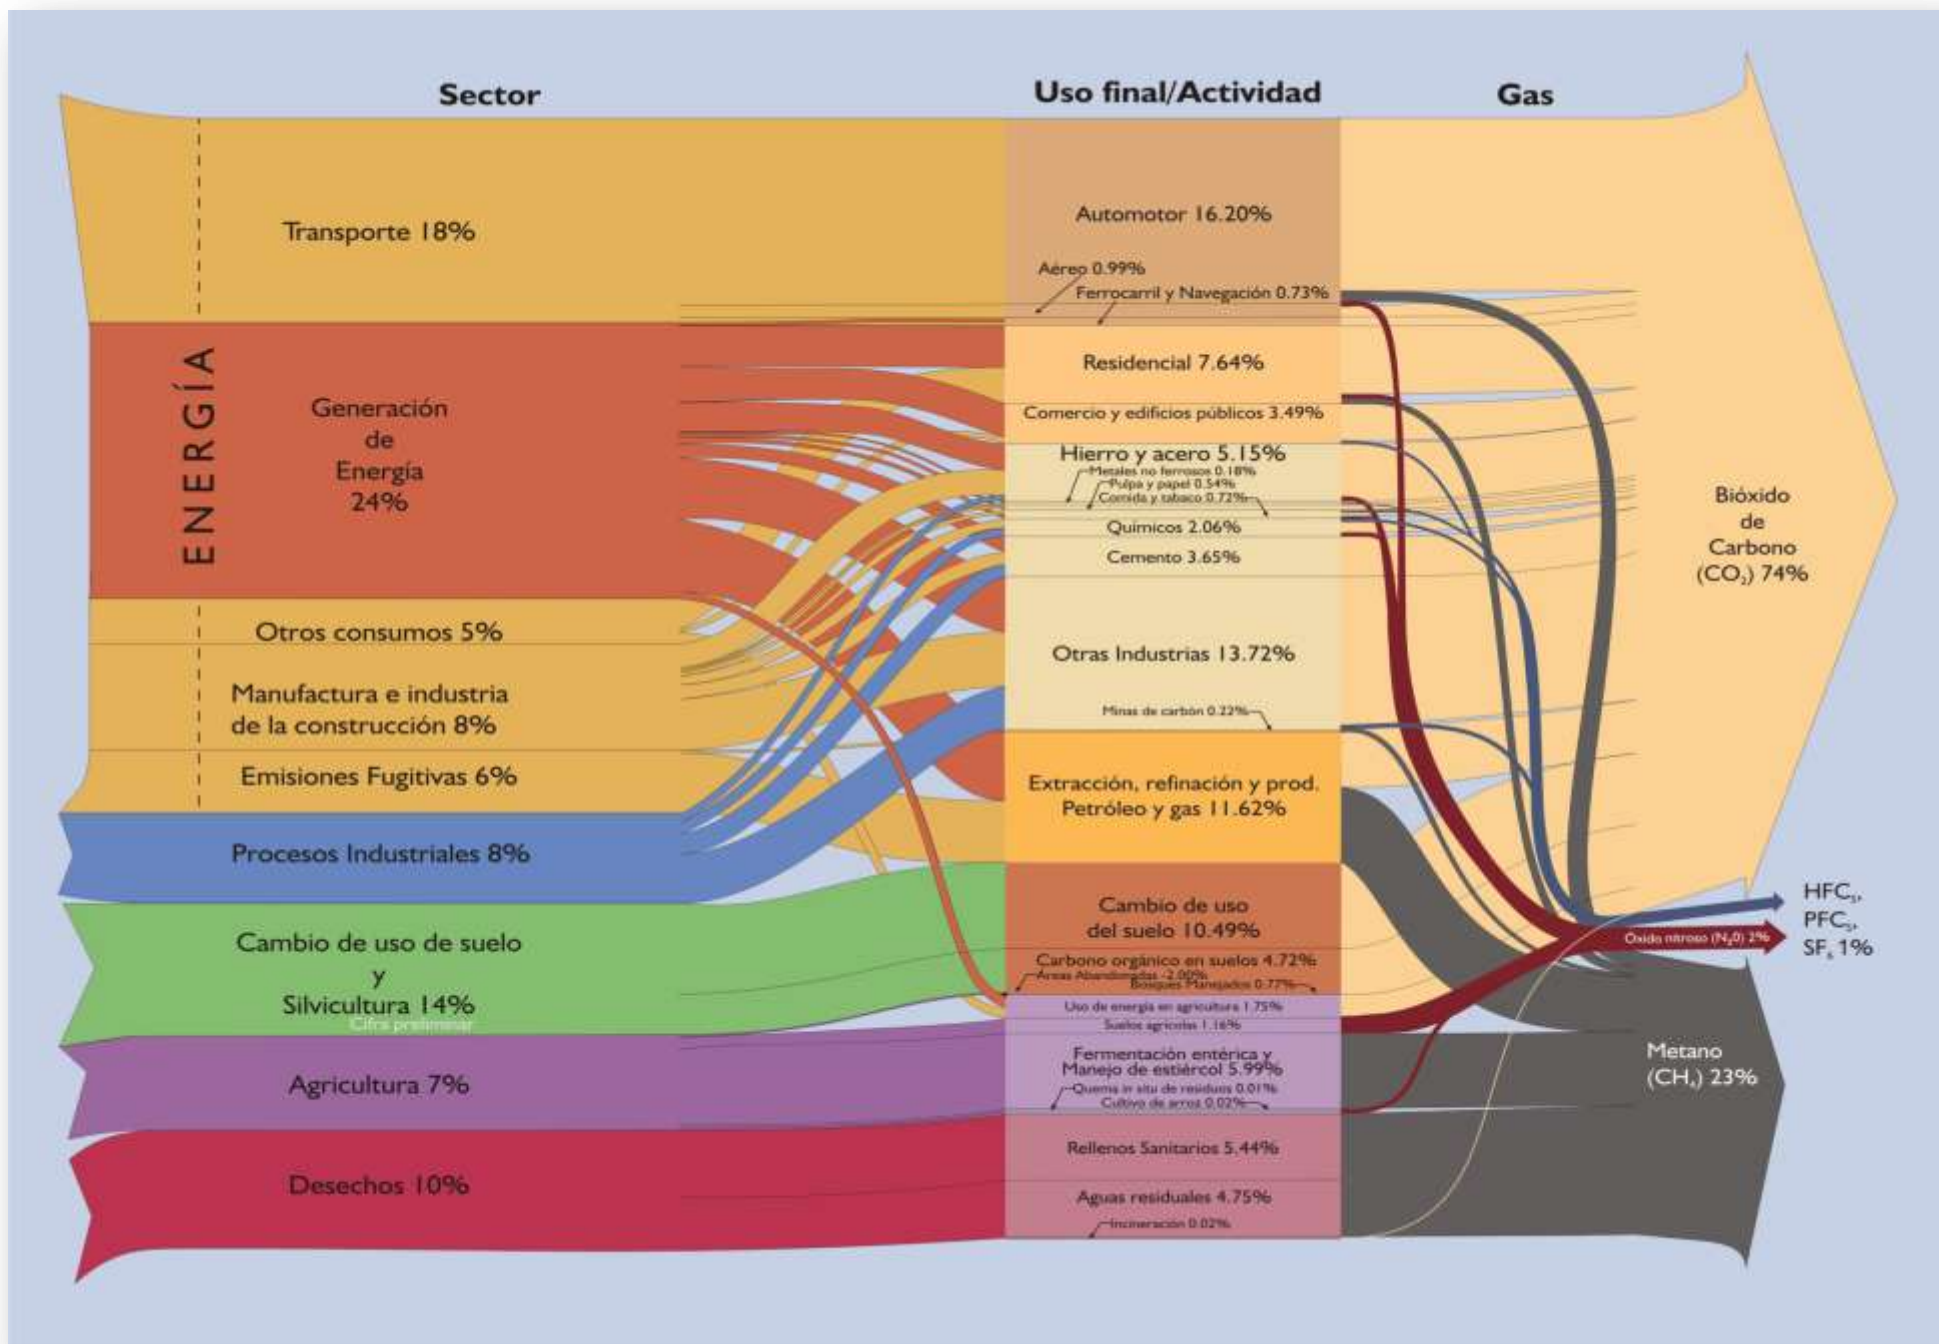 Sector
Uso final/Actividad
Gas
ENERGÍA
Transporte 18%
Generación
de
Energía
24%
Otros consumos 5%
Manufactura e industria
de la construcción 8%
Emisiones Fugitivas 6%
Procesos Industriales 8%
Cambio de uso de suelo
y
Silvicultura 14%
Cifra preliminar
Agricultura 7%
Desechos 10%
Automotor 16.20%
Aéreo 0.99%
Ferrocarril y Navegación 0.73%
Residencial 7.64%
Comercio y edificios públicos 3.49%
Hierro y acero 5.15%
Metales no ferrosos 0.18%
Pulpa y papel 0.54%
Comida y tabaco 0.72%
Químicos 2.06%
Cemento 3.65%
Otras Industrias 13.72%
Minas de carbón 0.22%
Extracción, refinación y prod.
Petróleo y gas 11.62%
Cambio de uso
del suelo 10.49%
Carbono orgánico en suelos 4.72%
Áreas Abandonadas -2.00%
Bosques Manejados 0.77%
Uso de energía en agricultura 1.75%
Suelos agrícolas 1.16%
Fermentación entérica y
Manejo de estiércol 5.99%
Quema in situ de residuos 0.01%
Cultivo de arroz 0.02%
Rellenos Sanitarios 5.44%
Aguas residuales 4.75%
Incineración 0.02%
Bióxido
de
Carbono
(CO₂) 74%
HFCₛ,
PFCₛ,
SF₆ 1%
Óxido nitroso (N₂0) 2%
Metano
(CH₄) 23%